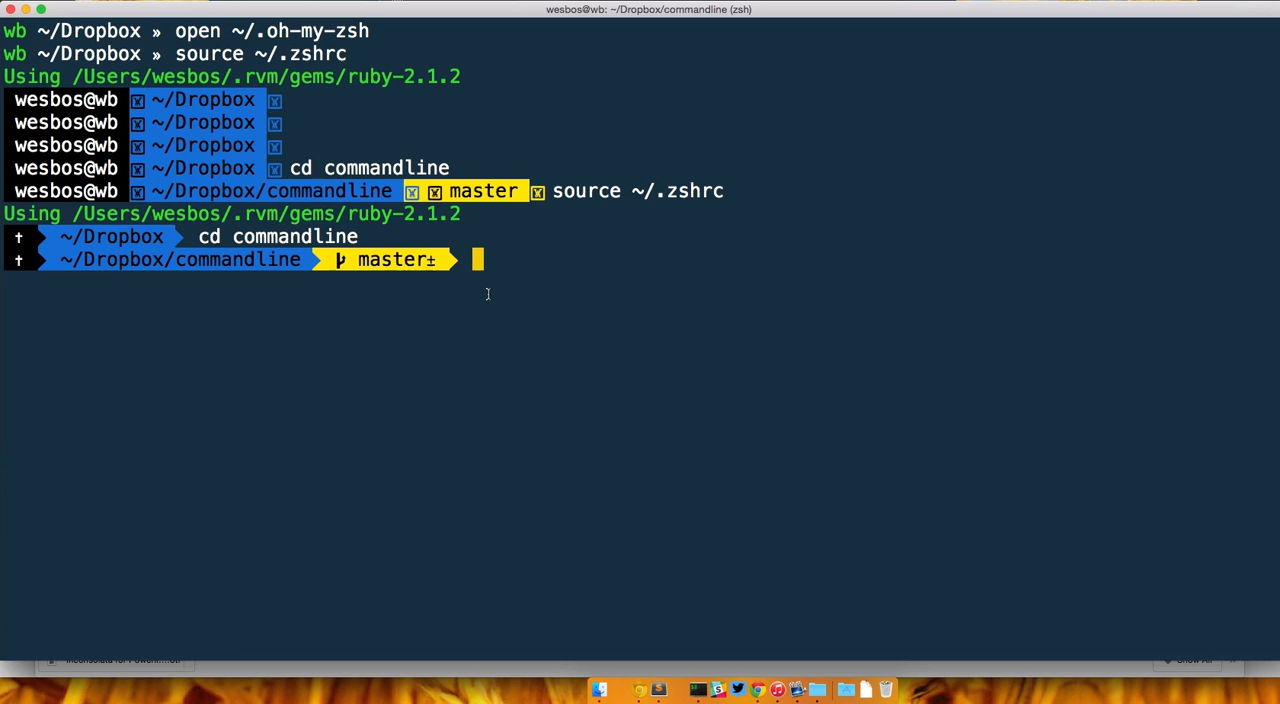 wesbos@wb: ~/Dropbox/commandline (zsh)
wb ~/Dropbox » open ~/.oh-my-zsh
wb ~/Dropbox » source ~/.zshrc
Using /Users/wesbos/.rvm/gems/ruby-2.1.2
wesbos@wb ~/Dropbox
wesbos@wb ~/Dropbox
wesbos@wb ~/Dropbox
wesbos@wb ~/Dropbox cd commandline
wesbos@wb ~/Dropbox/commandline master source ~/.zshrc
Using /Users/wesbos/.rvm/gems/ruby-2.1.2
✝ ~/Dropbox cd commandline
✝ ~/Dropbox/commandline master±